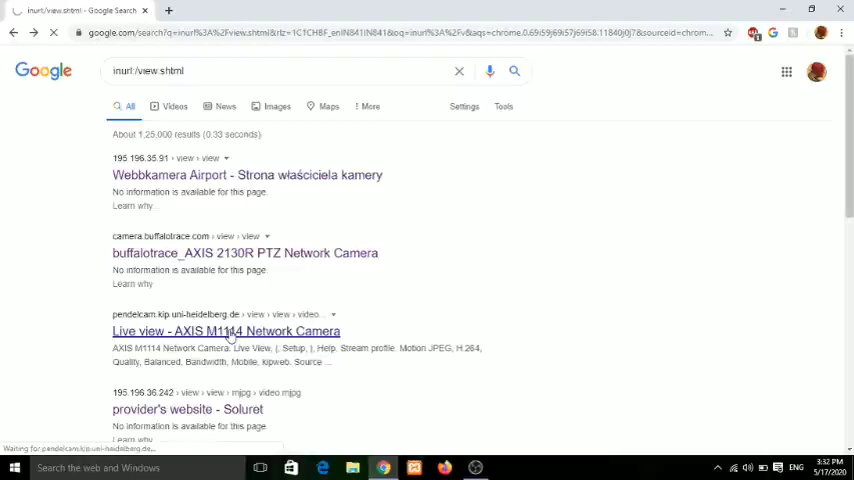 inurl:/view.shtml - Google Search
google.com/search?q=inurl%3A%2Fview.shtml&rlz=1C1CHBF_enIN841IN841&oq=inurl%3A%2Fv&aqs=chrome.0.69i59j69i57j69i58.11840j0j7&sourceid=chrom...
Google
inurl:/view.shtml
All
Videos
News
Images
Maps
More
Settings
Tools
About 1,25,000 results (0.33 seconds)
195.196.35.91 › view › view
Webbkamera Airport - Strona właściciela kamery
No information is available for this page.
Learn why
camera.buffalotrace.com › view › view
buffalotrace_AXIS 2130R PTZ Network Camera
No information is available for this page.
Learn why
pendelcam.kip.uni-heidelberg.de › view › view › video...
Live view - AXIS M1114 Network Camera
AXIS M1114 Network Camera. Live View, |, Setup, |, Help. Stream profile. Motion JPEG, H.264,
Quality, Balanced, Bandwidth, Mobile, kipweb. Source ...
195.196.36.242 › view › view › mjpg › video.mjpg
provider's website - Soluret
No information is available for this page.
Learn why
Waiting for pendelcam.kip.uni-heidelberg.de...
Search the web and Windows
ENG
3:32 PM
5/17/2020